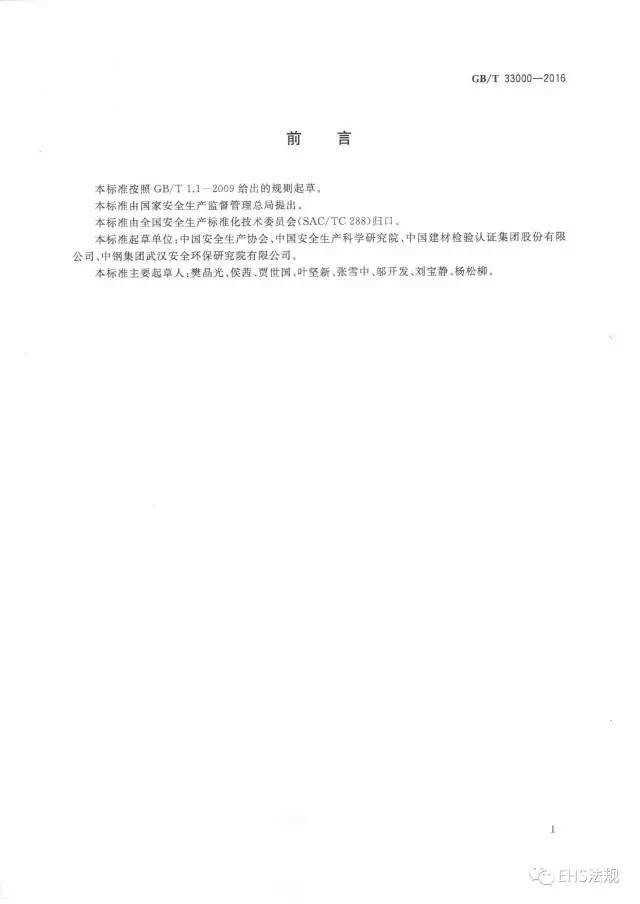 GB/T 33000—2016
前 言
本标准按照 GB/T 1.1—2009 给出的规则起草。
本标准由国家安全生产监督管理总局提出。
本标准由全国安全生产标准化技术委员会(SAC/TC 288)归口。
本标准起草单位:中国安全生产协会、中国安全生产科学研究院、中国建材检验认证集团股份有限
公司、中钢集团武汉安全环保研究院有限公司。
本标准主要起草人:樊晶光、侯茜、贾世国、叶坚新、张雪中、邬开发、刘宝静、杨松柳。
I
EHS法规